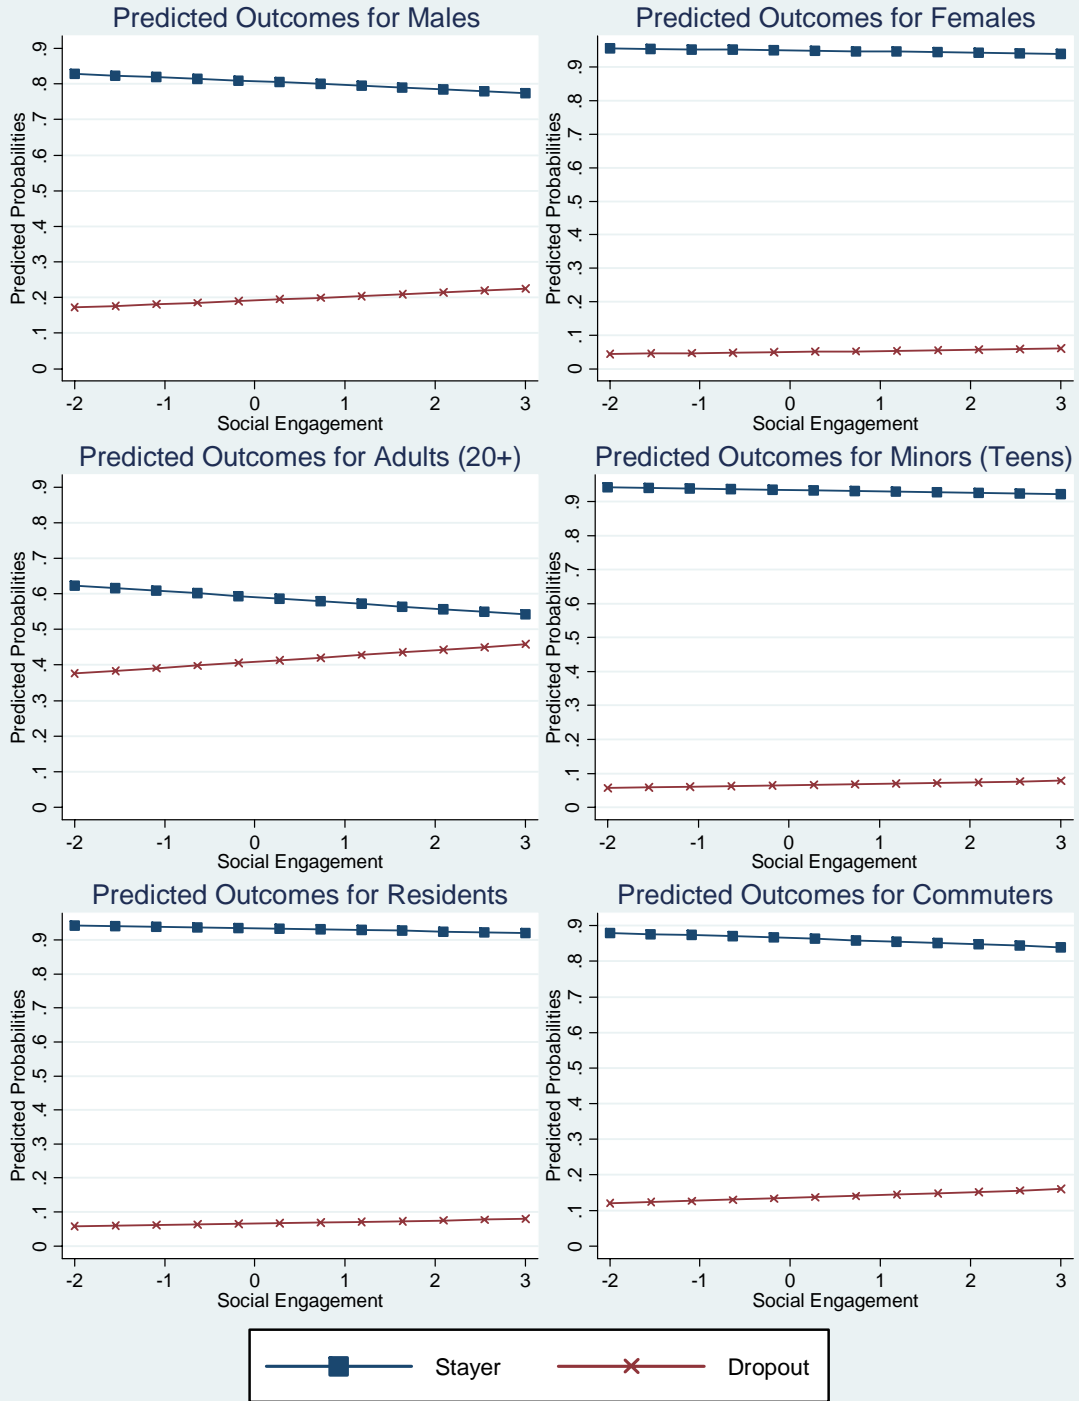 Predicted Outcomes for Males
Predicted Probabilities
.9
.8
.7
.6
.5
.4
.3
.2
.1
0
-2 -1 0 1 2 3
Social Engagement
Predicted Outcomes for Females
Predicted Probabilities
.9
.8
.7
.6
.5
.4
.3
.2
.1
0
-2 -1 0 1 2 3
Social Engagement
Predicted Outcomes for Adults (20+)
Predicted Probabilities
.9
.8
.7
.6
.5
.4
.3
.2
.1
0
-2 -1 0 1 2 3
Social Engagement
Predicted Outcomes for Minors (Teens)
Predicted Probabilities
.9
.8
.7
.6
.5
.4
.3
.2
.1
0
-2 -1 0 1 2 3
Social Engagement
Predicted Outcomes for Residents
Predicted Probabilities
.9
.8
.7
.6
.5
.4
.3
.2
.1
0
-2 -1 0 1 2 3
Social Engagement
Predicted Outcomes for Commuters
Predicted Probabilities
.9
.8
.7
.6
.5
.4
.3
.2
.1
0
-2 -1 0 1 2 3
Social Engagement
Stayer Dropout